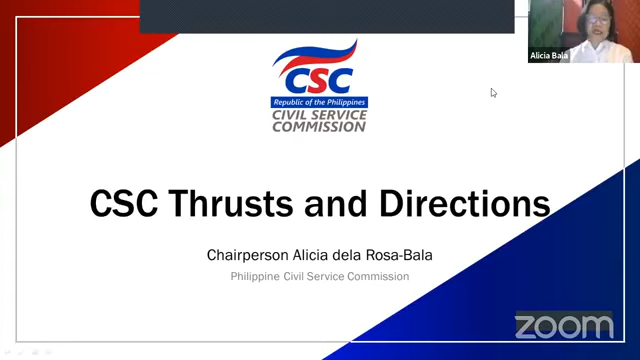 Alicia Bala
CSC
Republic of the Philippines
CIVIL SERVICE
COMMISSION
CSC Thrusts and Directions
Chairperson Alicia dela Rosa-Bala
Philippine Civil Service Commission
zoom